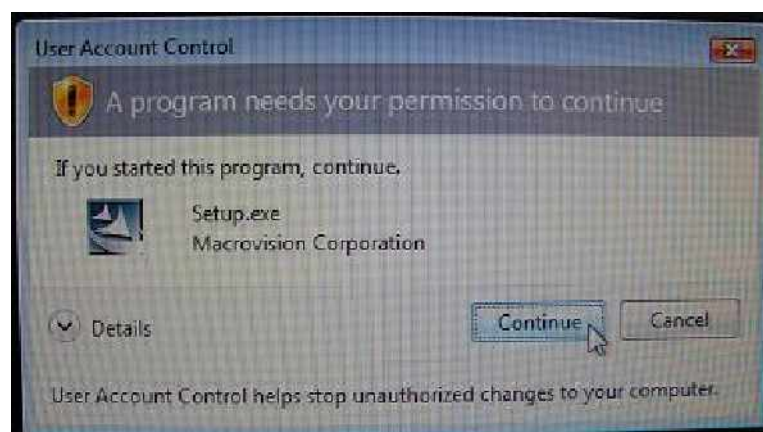 User Account Control
A program needs your permission to continue
If you started this program, continue.
Setup.exe
Macrovision Corporation
Details
Continue
Cancel
User Account Control helps stop unauthorized changes to your computer.